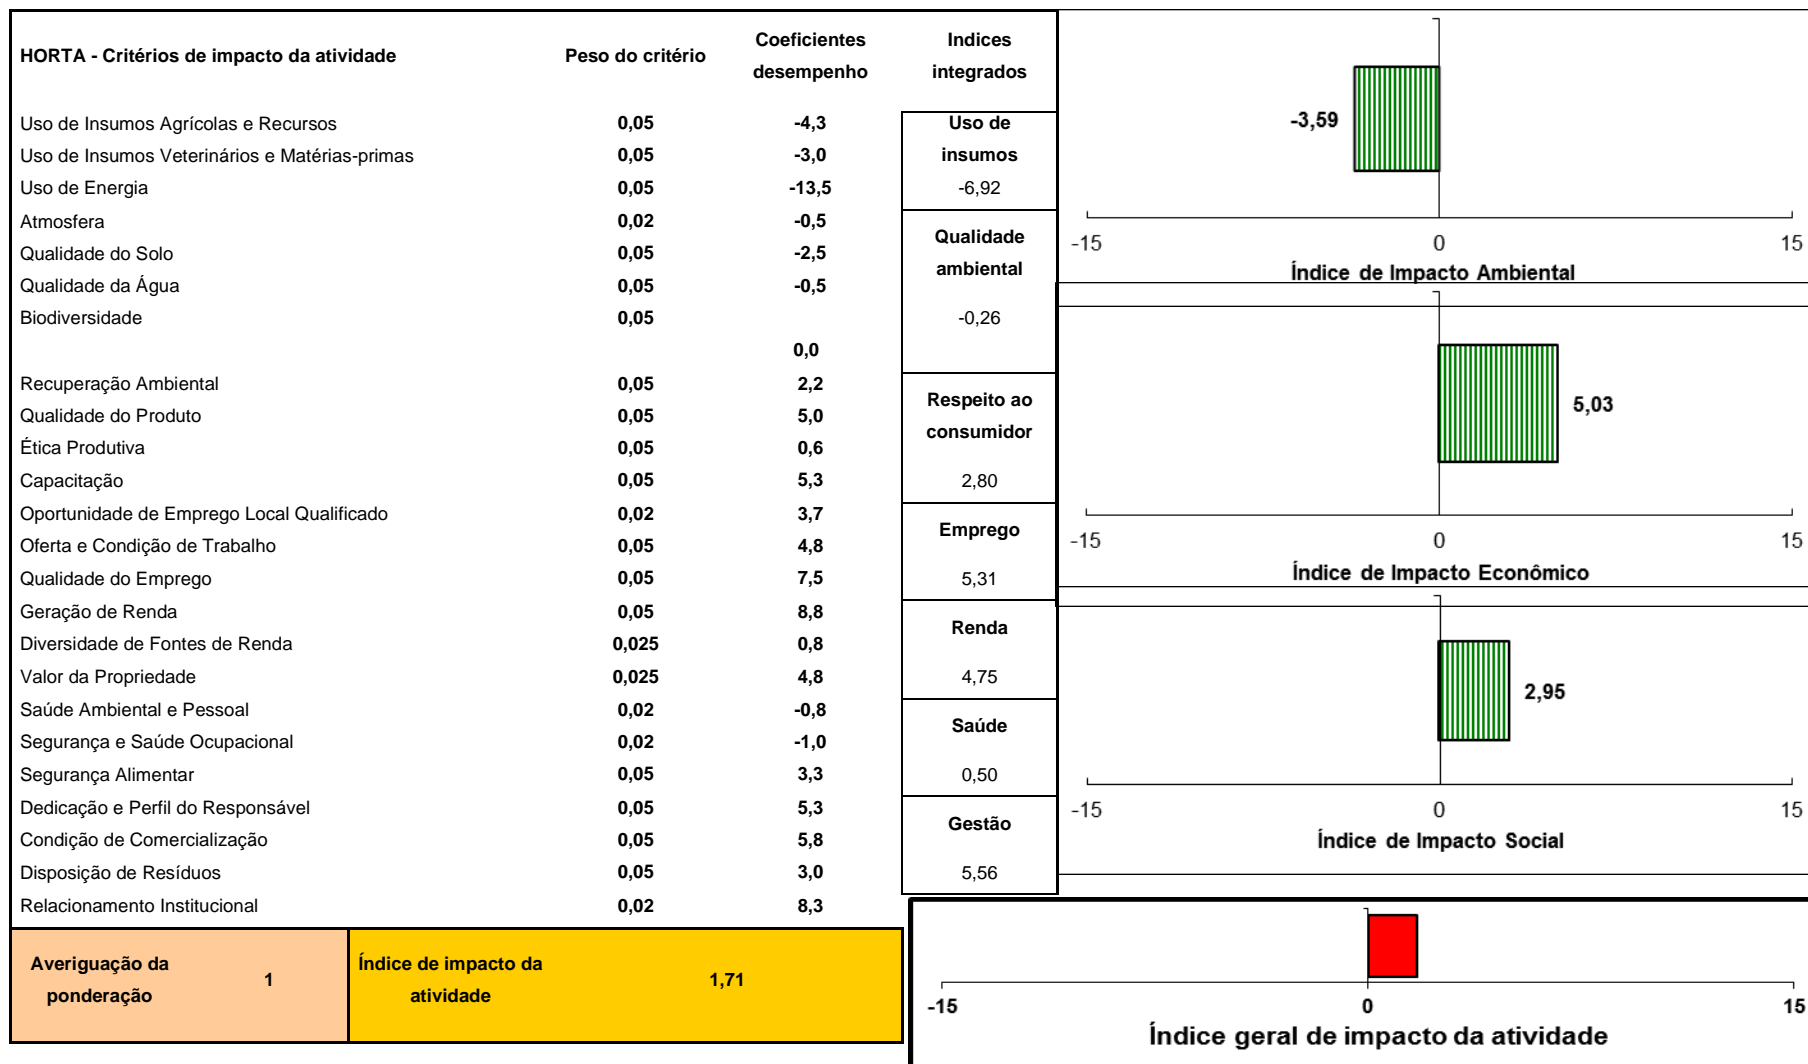 HORTA - Critérios de impacto da atividade Peso do critério Coeficientes desempenho Indices integrados
Uso de Insumos Agrícolas e Recursos 0,05 -4,3 Uso de
Uso de Insumos Veterinários e Matérias-primas 0,05 -3,0 insumos
Uso de Energia 0,05 -13,5 -6,92
Atmosfera 0,02 -0,5
Qualidade do Solo 0,05 -2,5 Qualidade
Qualidade da Água 0,05 -0,5 ambiental
Biodiversidade 0,05 -0,26
0,0
Recuperação Ambiental 0,05 2,2
Qualidade do Produto 0,05 5,0 Respeito ao
Ética Produtiva 0,05 0,6 consumidor
Capacitação 0,05 5,3 2,80
Oportunidade de Emprego Local Qualificado 0,02 3,7
Oferta e Condição de Trabalho 0,05 4,8 Emprego
Qualidade do Emprego 0,05 7,5 5,31
Geração de Renda 0,05 8,8
Diversidade de Fontes de Renda 0,025 0,8 Renda
Valor da Propriedade 0,025 4,8 4,75
Saúde Ambiental e Pessoal 0,02 -0,8
Segurança e Saúde Ocupacional 0,02 -1,0 Saúde
Segurança Alimentar 0,05 3,3 0,50
Dedicação e Perfil do Responsável 0,05 5,3
Condição de Comercialização 0,05 5,8 Gestão
Disposição de Resíduos 0,05 3,0 5,56
Relacionamento Institucional 0,02 8,3
Averiguação da ponderação 1 Índice de impacto da atividade 1,71
-3,59
-15 0 15
Índice de Impacto Ambiental
5,03
-15 0 15
Índice de Impacto Econômico
2,95
-15 0 15
Índice de Impacto Social
-15 0 15
Índice geral de impacto da atividade